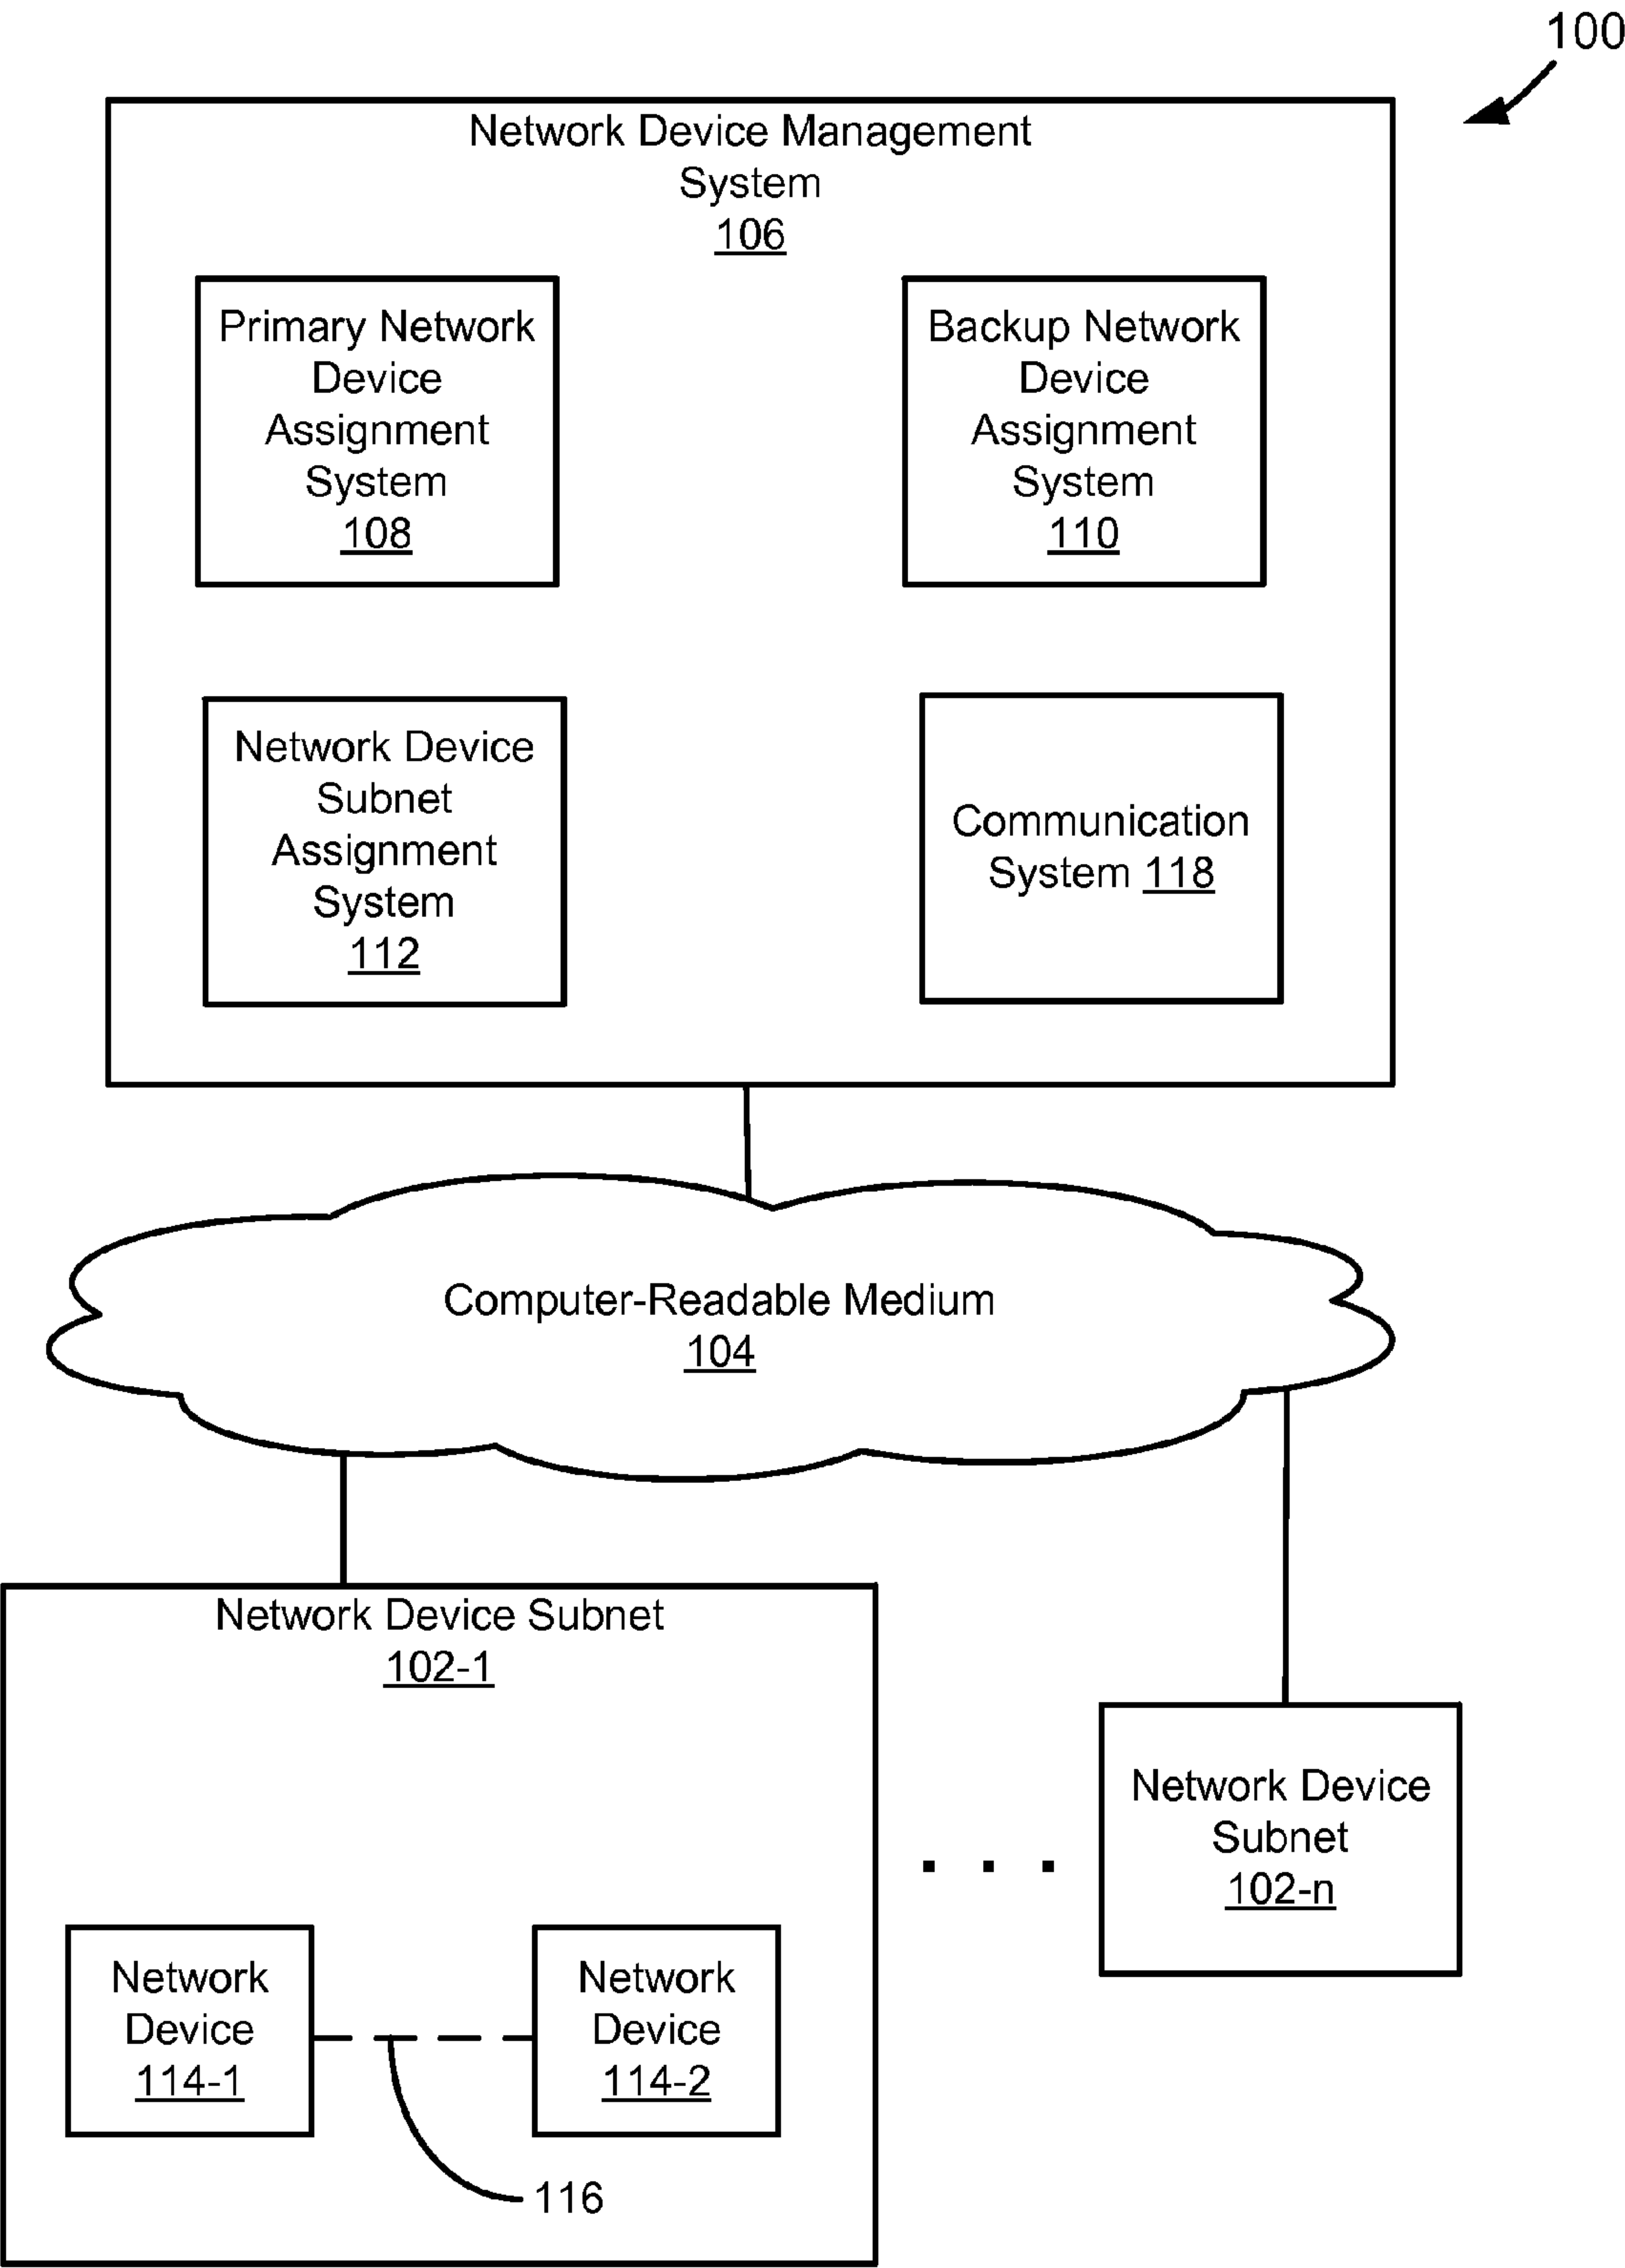 100
Network Device Management
System
106
Primary Network
Device
Assignment
System
108
Backup Network
Device
Assignment
System
110
Network Device
Subnet
Assignment
System
112
Communication
System 118
Computer-Readable Medium
104
Network Device Subnet
102-1
Network Device
Subnet
102-n
. . .
Network
Device
114-1
Network
Device
114-2
116